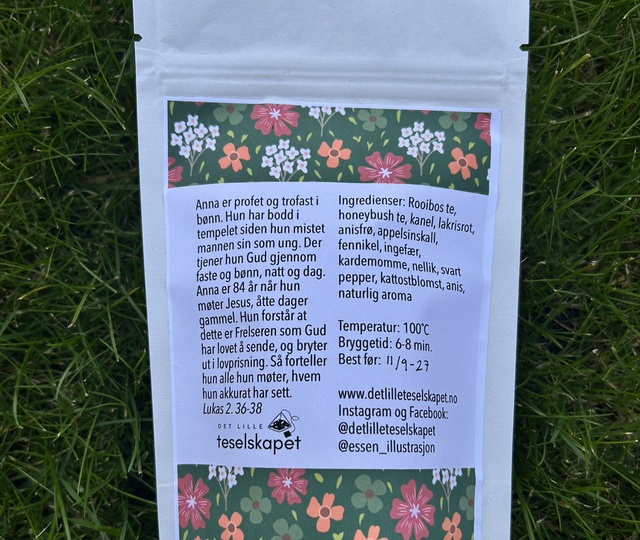 Anna er profet og trofast i
bønn. Hun har bodd i
tempelet siden hun mistet
mannen sin som ung. Der
tjener hun Gud gjennom
faste og bønn, natt og dag.
Anna er 84 år når hun
møter Jesus, åtte dager
gammel. Hun forstår at
dette er Frelseren som Gud
har lovet å sende, og bryter
ut i lovprisning. Så forteller
hun alle hun møter, hvem
hun akkurat har sett.
Lukas 2. 36-38
DET LILLE
teselskapet
Ingredienser: Rooibos te,
honeybush te, kanel, lakrisrot,
anisfrø, appelsinskall,
fennikel, ingefær,
kardemomme, nellik, svart
pepper, kattostblomst, anis,
naturlig aroma
Temperatur: 100°C
Bryggetid: 6-8 min.
Best før: 11/9-27
www.detlilleteselskapet.no
Instagram og Facebook:
@detlilleteselskapet
@essen_illustrasjon